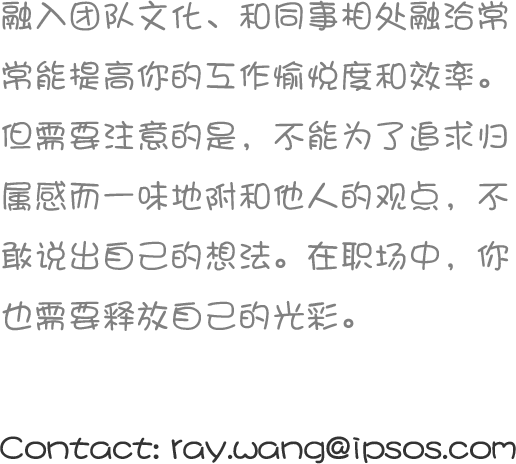 融入团队文化、和同事相处融洽常
常能提高你的工作愉悦度和效率。
但需要注意的是，不能为了追求归
属感而一味地附和他人的观点，不
敢说出自己的想法。在职场中，你
也需要释放自己的光彩。
Contact: ray.wang@ipsos.com